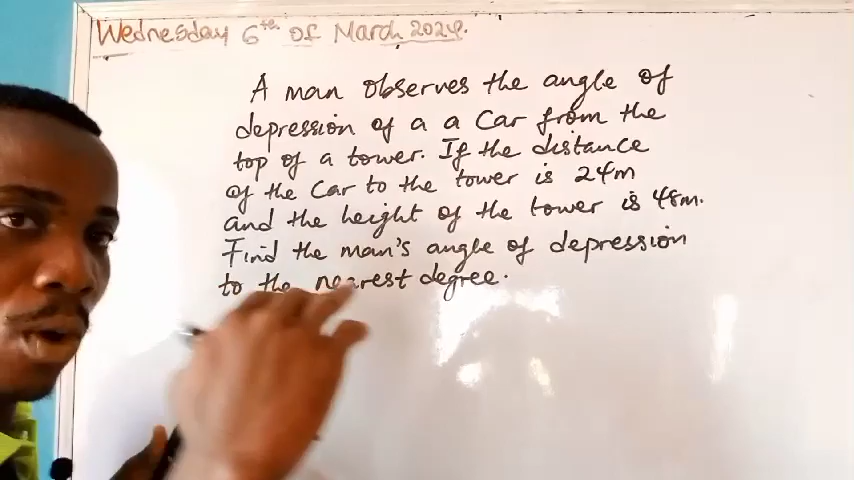 Wednesday 6th of March 2024.
A man observes the angle of
depression of a a Car from the
top of a tower. If the distance
of the Car to the tower is 24m
and the height of the tower is 48m.
Find the man's angle of depression
to the nearest degree.